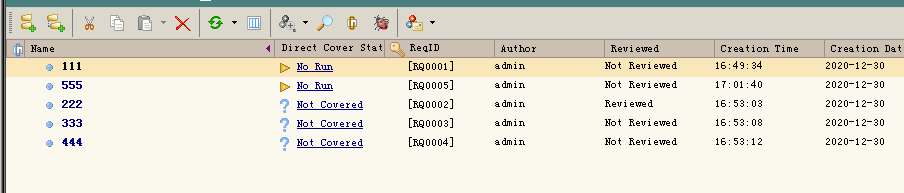 Name Direct Cover Stat ReqID Author Reviewed Creation Time Creation Dat
111 No Run [RQ0001] admin Not Reviewed 16:49:34 2020-12-30
555 No Run [RQ0005] admin Not Reviewed 17:01:40 2020-12-30
222 Not Covered [RQ0002] admin Reviewed 16:53:03 2020-12-30
333 Not Covered [RQ0003] admin Not Reviewed 16:53:08 2020-12-30
444 Not Covered [RQ0004] admin Not Reviewed 16:53:12 2020-12-30